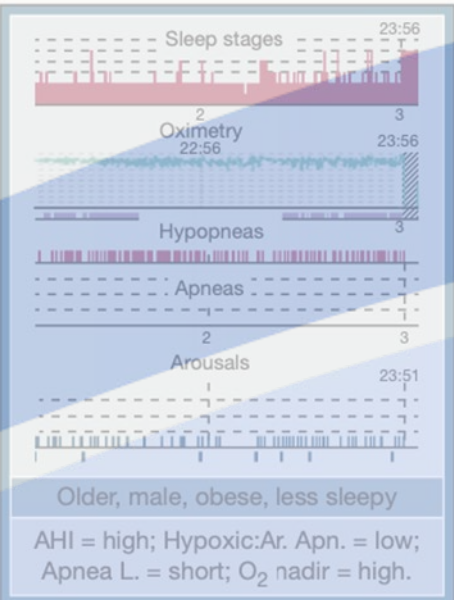 23:56
Sleep stages
2 3
Oximetry
22:56 23:56
3
Hypopneas
Apneas
2 3
Arousals
23:51
Older, male, obese, less sleepy
AHI = high; Hypoxic:Ar. Apn. = low;
Apnea L. = short; O₂ nadir = high.